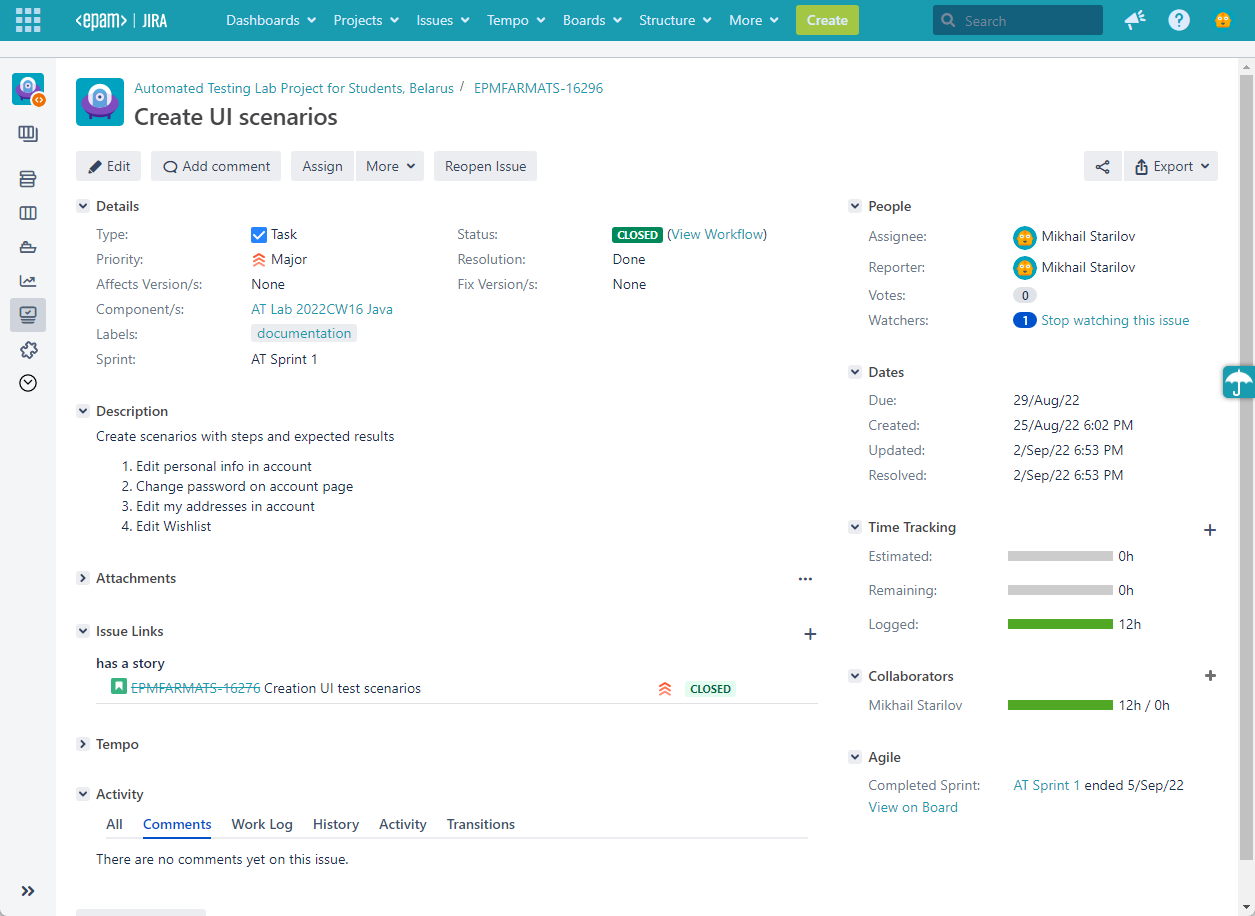 <epam> | JIRA Dashboards Projects Issues Tempo Boards Structure More Create Search
Automated Testing Lab Project for Students, Belarus / EPMFARMATS-16296
Create UI scenarios
Edit Add comment Assign More Reopen Issue Export
Details
Type: Task
Priority: Major
Affects Version/s: None
Component/s: AT Lab 2022CW16 Java
Labels: documentation
Sprint: AT Sprint 1
Status: CLOSED (View Workflow)
Resolution: Done
Fix Version/s: None
Description
Create scenarios with steps and expected results
1. Edit personal info in account
2. Change password on account page
3. Edit my addresses in account
4. Edit Wishlist
Attachments
Issue Links
has a story
EPMFARMATS-16276 Creation UI test scenarios CLOSED
Tempo
Activity
All Comments Work Log History Activity Transitions
There are no comments yet on this issue.
People
Assignee: Mikhail Starilov
Reporter: Mikhail Starilov
Votes: 0
Watchers: 1 Stop watching this issue
Dates
Due: 29/Aug/22
Created: 25/Aug/22 6:02 PM
Updated: 2/Sep/22 6:53 PM
Resolved: 2/Sep/22 6:53 PM
Time Tracking
Estimated: 0h
Remaining: 0h
Logged: 12h
Collaborators
Mikhail Starilov 12h / 0h
Agile
Completed Sprint: AT Sprint 1 ended 5/Sep/22
View on Board